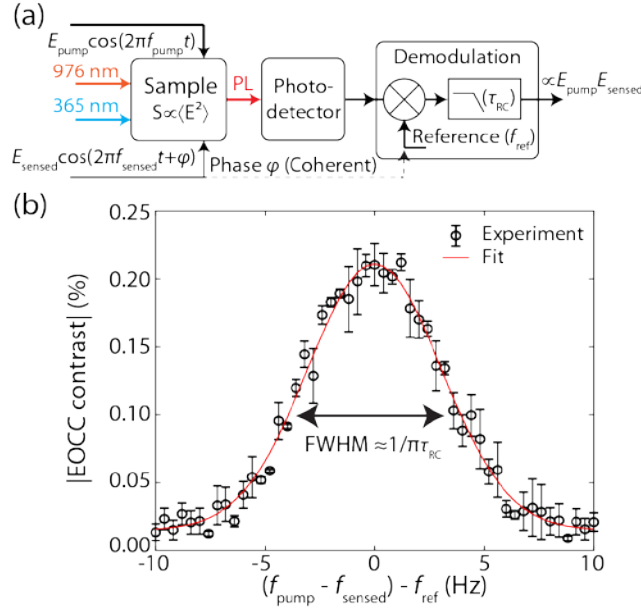 (a)
E_pump cos(2πf_pump t)
976 nm
365 nm
Sample
S∝⟨E²⟩
PL
Photo-
detector
Demodulation
(τ_RC)
∝E_pump E_sensed
Reference (f_ref)
E_sensed cos(2πf_sensed t+φ)
Phase φ (Coherent)
(b)
0.25
0.20
0.15
0.10
0.05
0.00
|EOCC contrast| (%)
Experiment
Fit
FWHM ≈1/πτ_RC
-10
-5
0
5
10
(f_pump - f_sensed) - f_ref (Hz)